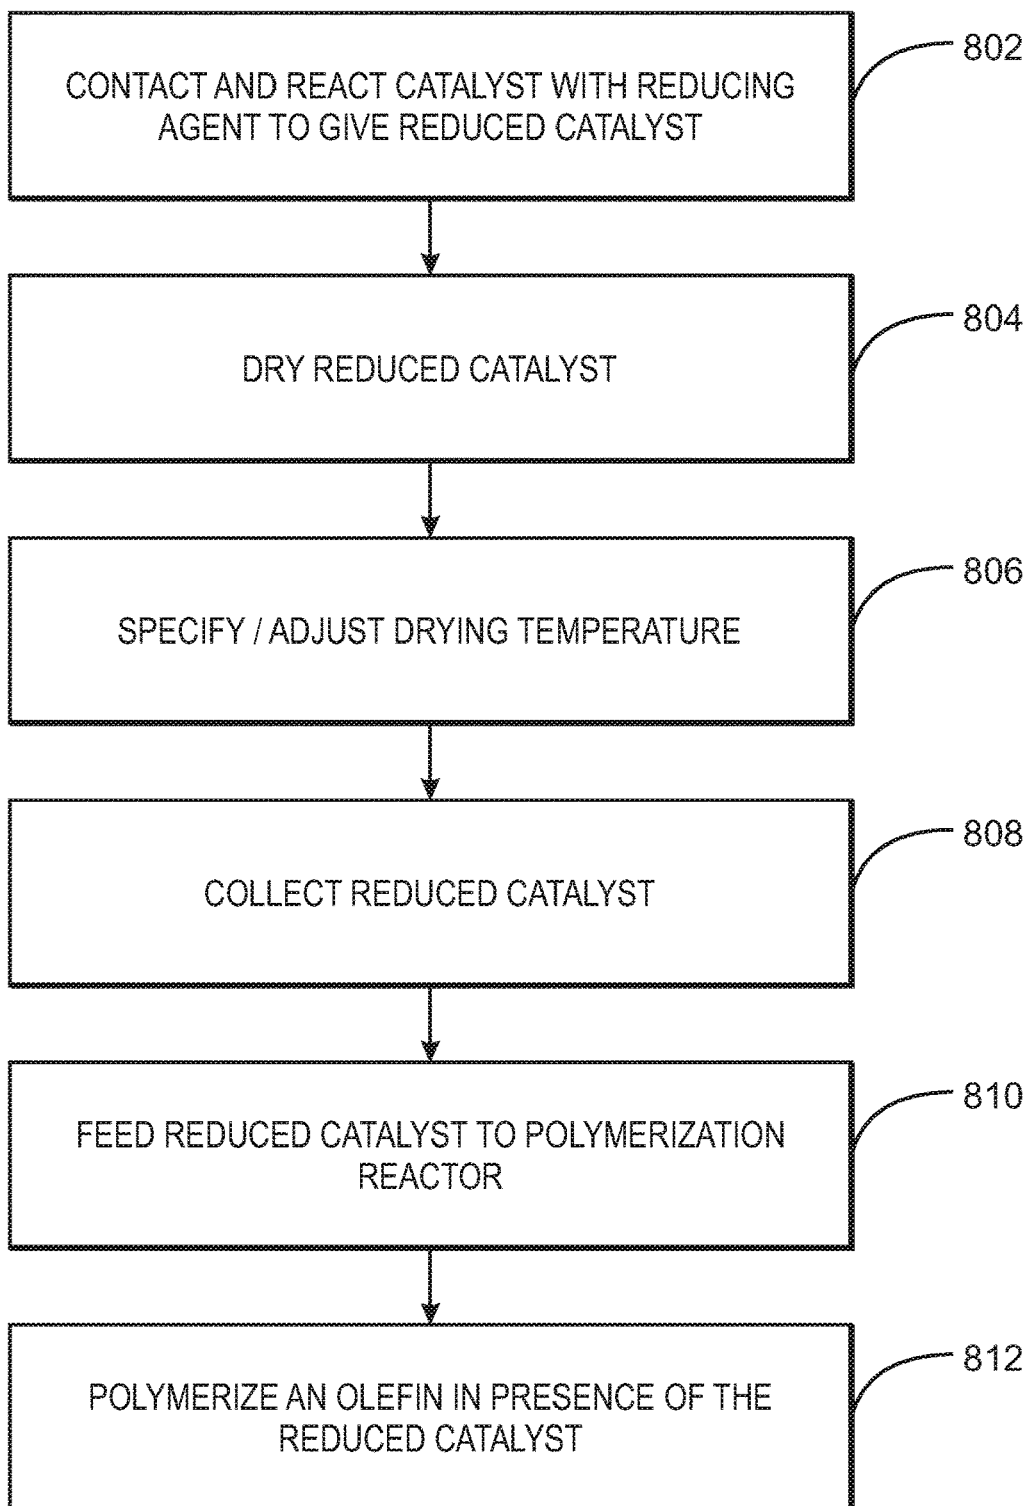 802
CONTACT AND REACT CATALYST WITH REDUCING
AGENT TO GIVE REDUCED CATALYST
804
DRY REDUCED CATALYST
806
SPECIFY / ADJUST DRYING TEMPERATURE
808
COLLECT REDUCED CATALYST
810
FEED REDUCED CATALYST TO POLYMERIZATION
REACTOR
812
POLYMERIZE AN OLEFIN IN PRESENCE OF THE
REDUCED CATALYST